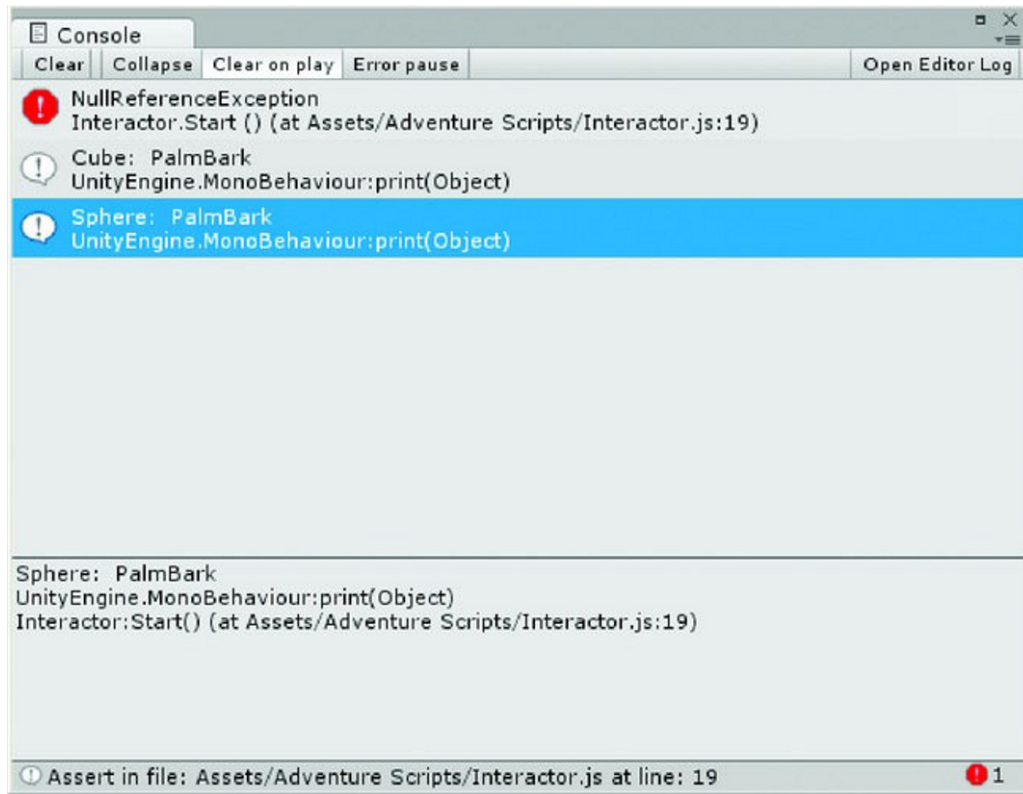 Console
Clear Collapse Clear on play Error pause Open Editor Log
NullReferenceException
Interactor.Start () (at Assets/Adventure Scripts/Interactor.js:19)
Cube: PalmBark
UnityEngine.MonoBehaviour:print(Object)
Sphere: PalmBark
UnityEngine.MonoBehaviour:print(Object)
Sphere: PalmBark
UnityEngine.MonoBehaviour:print(Object)
Interactor:Start() (at Assets/Adventure Scripts/Interactor.js:19)
Assert in file: Assets/Adventure Scripts/Interactor.js at line: 19 1